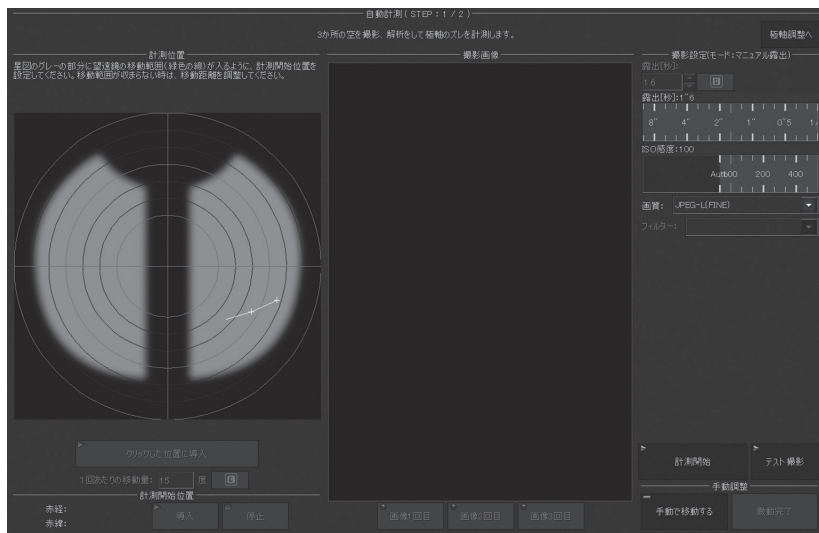 自動計測(STEP：1／2)
3か所の空を撮影、解析をして極軸のズレを計測します。
極軸調整へ
計測位置
星図のグレーの部分に望遠鏡の移動範囲(緑色の線)が入るように、計測開始位置を
設定してください。移動範囲が収まらない時は、移動距離を調整してください。
クリックした位置に導入
1回あたりの移動量： 15 度
計測開始位置
赤経：
赤緯：
導入
停止
撮影画像
画像1回目
画像2回目
画像3回目
撮影設定(モード：マニュアル露出)
露出[秒]：
1.6
露出[秒]：1"6
8" 4" 2" 1" 0"5 1/
ISO感度：100
Auto100 200 400
画質： JPEG-L(FINE)
フィルター：
計測開始
テスト撮影
手動調整
手動で移動する
微動完了